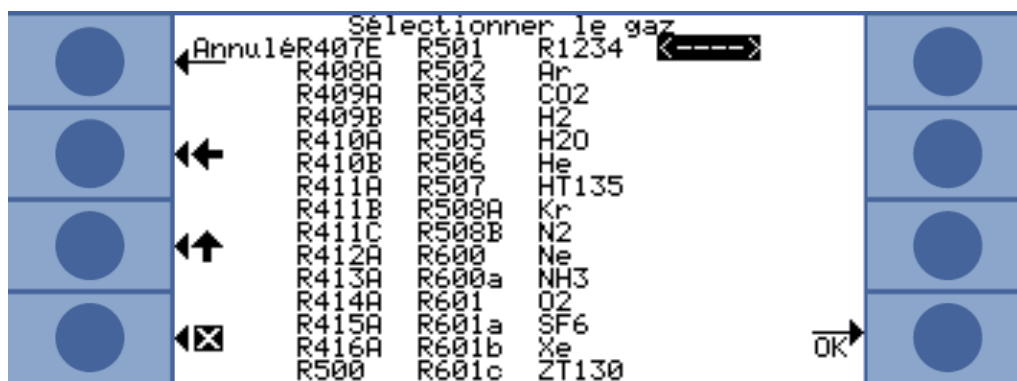 Sélectionner le gaz
Annulé R407E R501 R1234 <---->
R408A R502 Ar
R409A R503 CO2
R409B R504 H2
R410A R505 H2O
R410B R506 He
R411A R507 HT135
R411B R508A Kr
R411C R508B N2
R412A R600 Ne
R413A R600a NH3
R414A R601 O2
R415A R601a SF6
R416A R601b Xe OK
R500 R601c ZT130